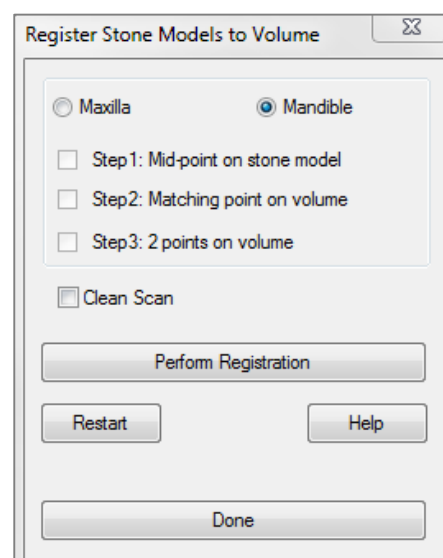 Register Stone Models to Volume
Maxilla Mandible
Step1: Mid-point on stone model
Step2: Matching point on volume
Step3: 2 points on volume
Clean Scan
Perform Registration
Restart Help
Done